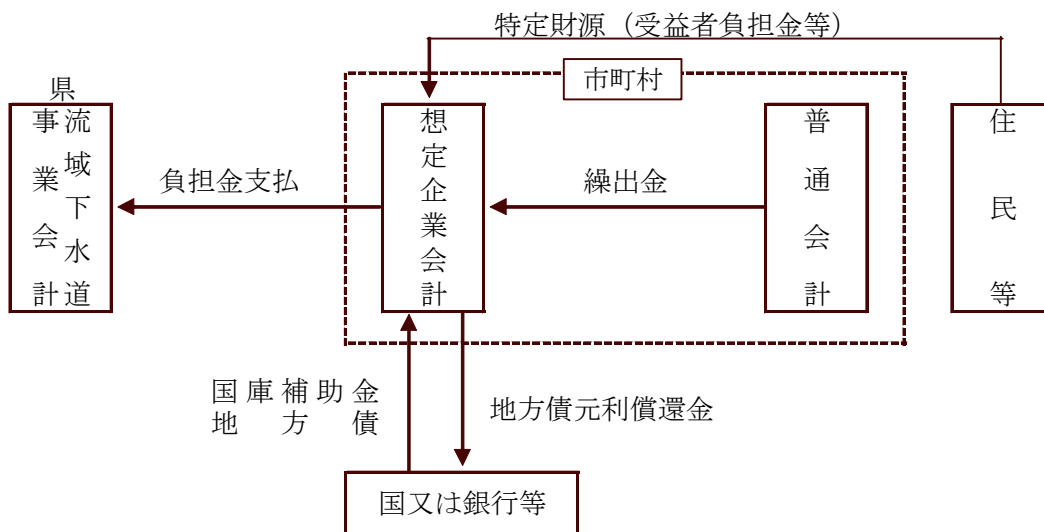 特定財源（受益者負担金等）
市町村
県
流域下水道
事業会計
負担金支払
想定企業会計
繰出金
普通会計
住民等
国庫補助金
地方債
地方債元利償還金
国又は銀行等